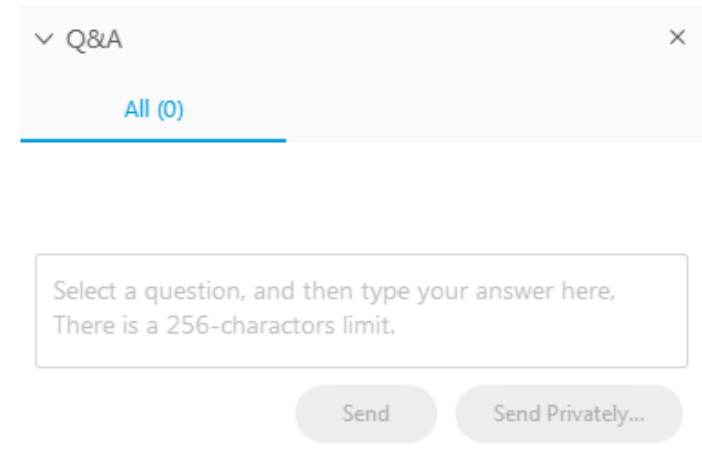 Q&A
All (0)
Select a question, and then type your answer here,
There is a 256-charactors limit.
Send
Send Privately...